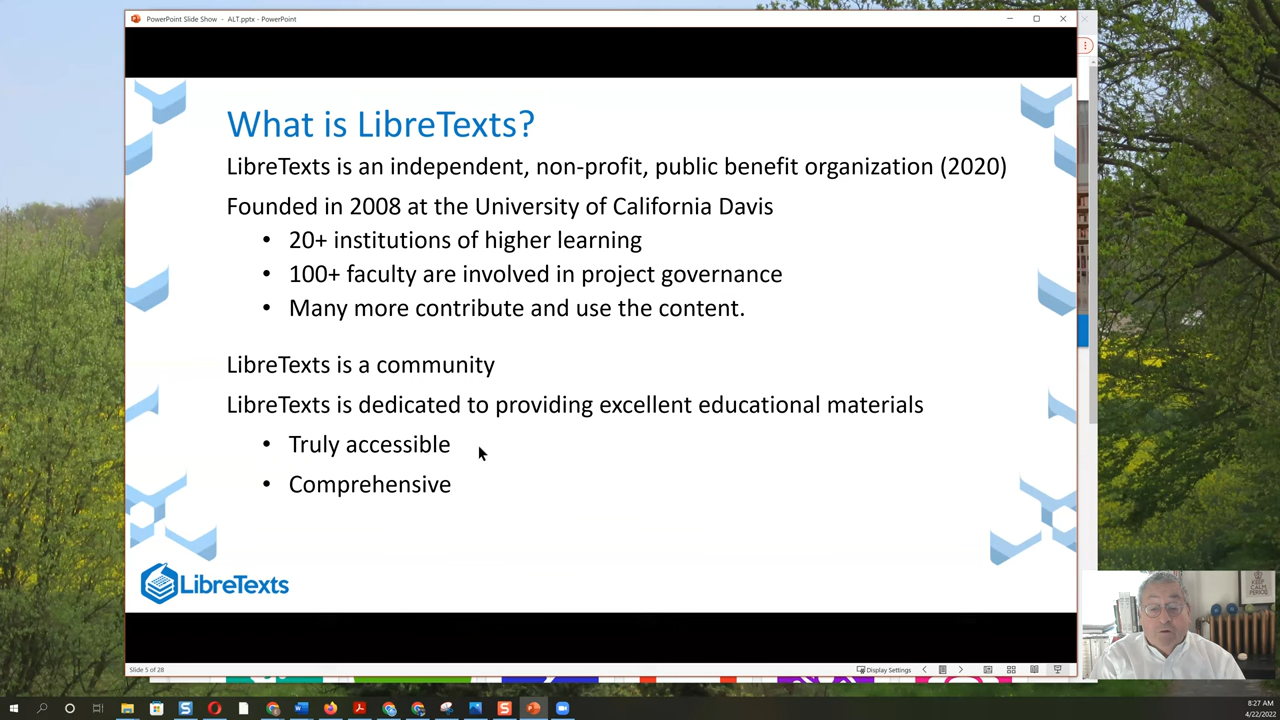 PowerPoint Slide Show - ALT.pptx - PowerPoint
What is LibreTexts?
LibreTexts is an independent, non-profit, public benefit organization (2020)
Founded in 2008 at the University of California Davis
• 20+ institutions of higher learning
• 100+ faculty are involved in project governance
• Many more contribute and use the content.
LibreTexts is a community
LibreTexts is dedicated to providing excellent educational materials
• Truly accessible
• Comprehensive
LibreTexts
KEEP
CALM
PERIOD
Slide 5 of 28
Display Settings
8:27 AM
4/22/2022